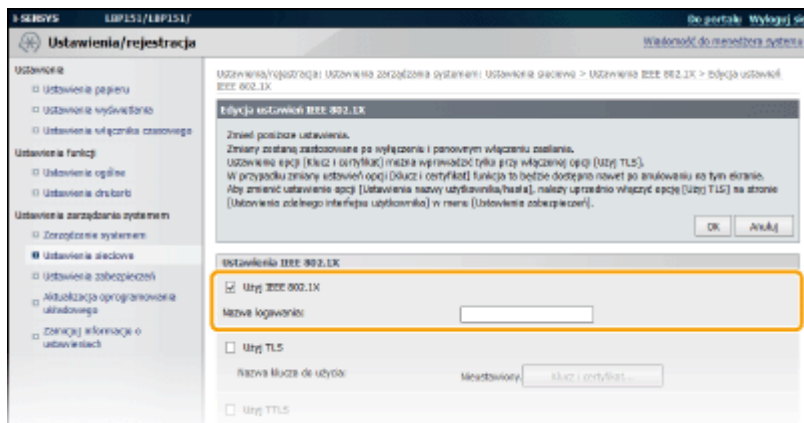 i-SENSYS LBP151/LBP151/ Do portalu Wyloguj si
Ustawienia/rejestracja Wiadomość do menedżera systemu
Ustawienia
Ustawienia papieru
Ustawienia wyświetlania
Ustawienia włącznika czasowego
Ustawienia funkcji
Ustawienia ogólne
Ustawienia drukarki
Ustawienia zarządzania systemem
Zarządzanie systemem
Ustawienia sieciowe
Ustawienia zabezpieczeń
Aktualizacja oprogramowania
układowego
Zarejestruj informacje o
ustawieniach
Ustawienia/rejestracja: Ustawienia zarządzania systemem: Ustawienia sieciowe > Ustawienia IEEE 802.1X > Edycja ustawień
IEEE 802.1X
Edycja ustawień IEEE 802.1X
Zmień poniższe ustawienia.
Zmiany zostaną zastosowane po wyłączeniu i ponownym włączeniu zasilania.
Ustawienie opcji [Klucz i certyfikat] można wprowadzić tylko przy włączonej opcji [Użyj TLS].
W przypadku zmiany ustawień opcji [Klucz i certyfikat] funkcja ta będzie dostępna nawet po anulowaniu na tym ekranie.
Aby zmienić ustawienie opcji [Ustawienia nazwy użytkownika/hasła], należy uprzednio włączyć opcję [Użyj TLS] na stronie
[Ustawienia zdalnego interfejsu użytkownika] w menu [Ustawienia zabezpieczeń].
OK Anuluj
Ustawienia IEEE 802.1X
Użyj IEEE 802.1X
Nazwa logowania:
Użyj TLS
Nazwa klucza do użycia: Nieustawiony. Klucz i certyfikat...
Użyj TTLS